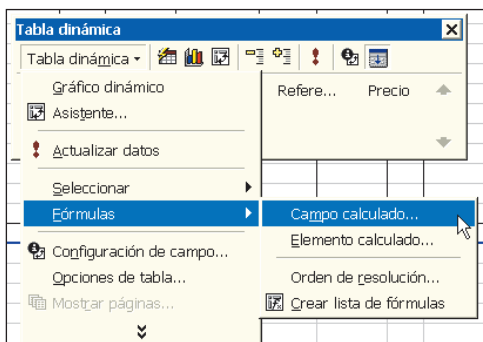 Tabla dinámica
Tabla dinámica
Gráfico dinámico
Refere... Precio
Asistente...
Actualizar datos
Seleccionar
Fórmulas
Campo calculado...
Elemento calculado...
Configuración de campo...
Opciones de tabla...
Orden de resolución...
Mostrar páginas...
Crear lista de fórmulas